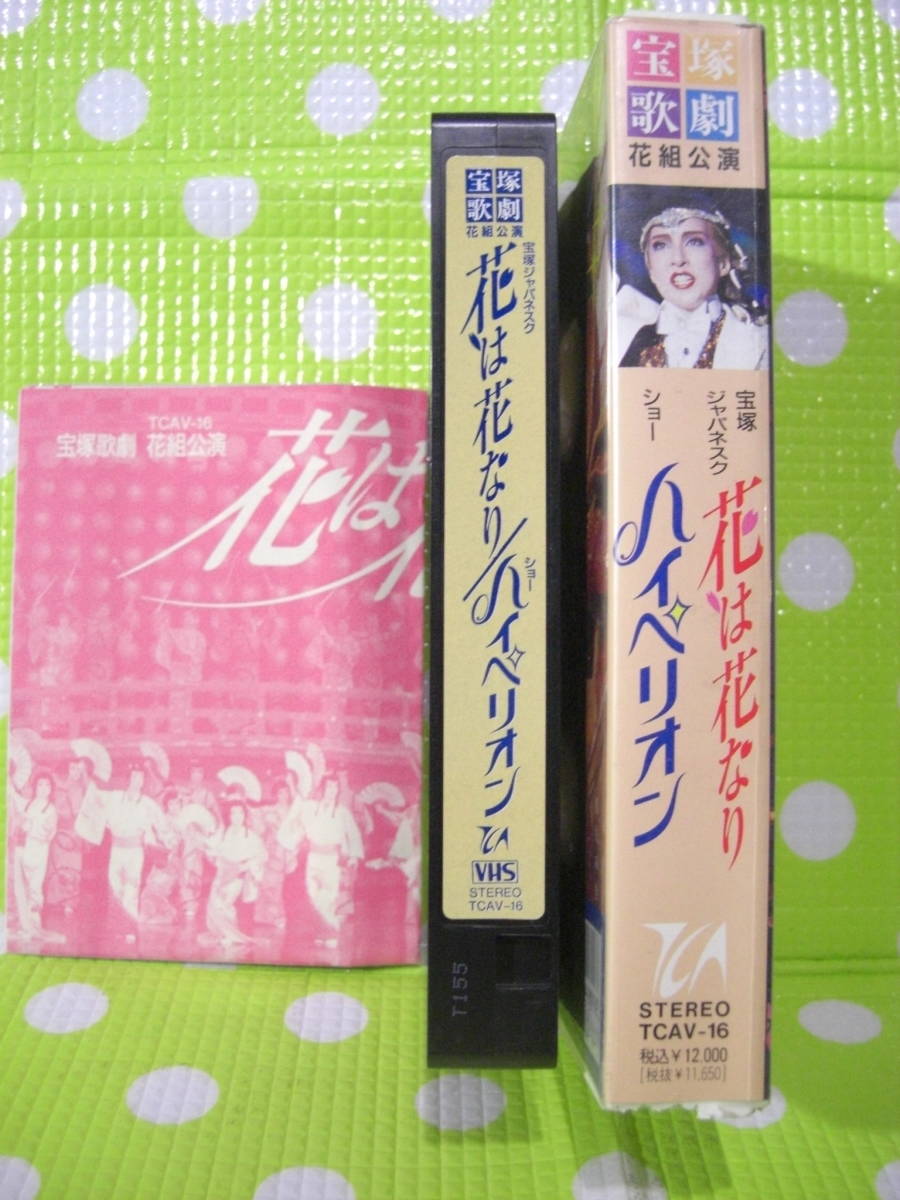 TCAV-16
宝塚歌劇 花組公演
花は
宝塚
歌劇
花組公演
宝塚ジャパネスク
花は花なり/
ショー
ハイペリオン
TCA
VHS
STEREO
TCAV-16
T155
宝塚
歌劇
花組公演
宝塚
ジャパネスク
花は花なり
ショー
ハイペリオン
TCA
STEREO
TCAV-16
税込¥12,000
[税抜¥11,650]